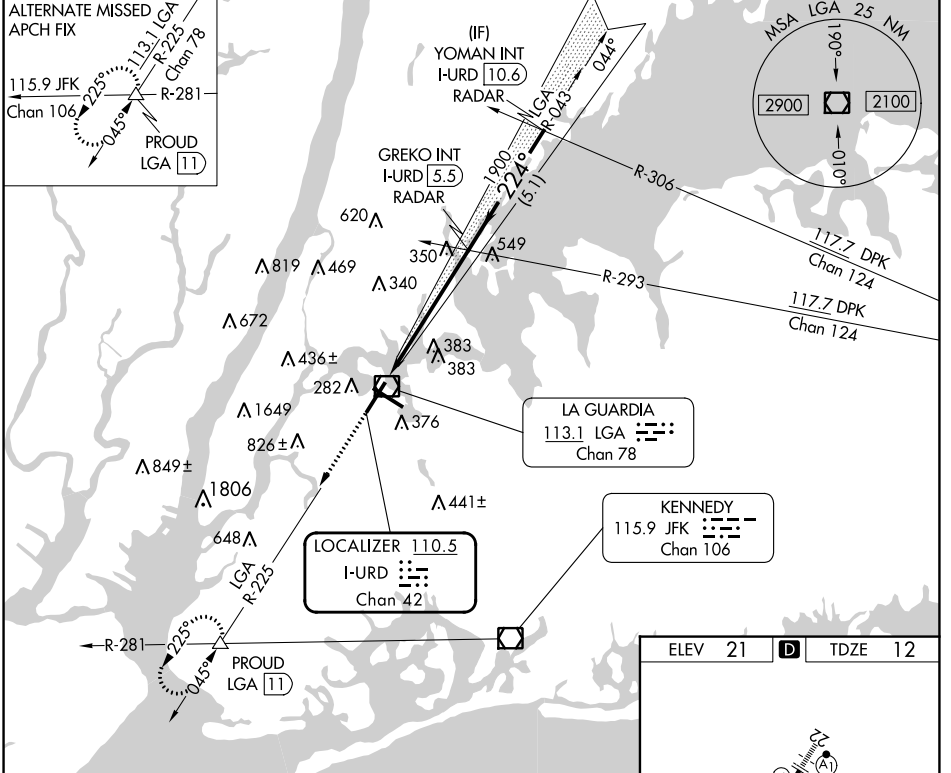 ALTERNATE MISSED
APCH FIX
113.1 LGA
R-225
Chan 78
115.9 JFK
Chan 106
225°
045°
R-281
PROUD
LGA 11
(IF)
YOMAN INT
I-URD 10.6
RADAR
GREKO INT
I-URD 5.5
RADAR
LGA
R-043
044°
1900
224°
(5.1)
MSA LGA 25 NM
190°
2900
2100
010°
R-306
117.7 DPK
Chan 124
R-293
117.7 DPK
Chan 124
620
350
549
819
469
340
672
383
383
436±
282
1649
376
826±
849±
1806
441±
648
LA GUARDIA
113.1 LGA
Chan 78
KENNEDY
115.9 JFK
Chan 106
LOCALIZER 110.5
I-URD
Chan 42
LGA
R-225
R-281
225°
045°
PROUD
LGA 11
ELEV 21 D TDZE 12
22
A1